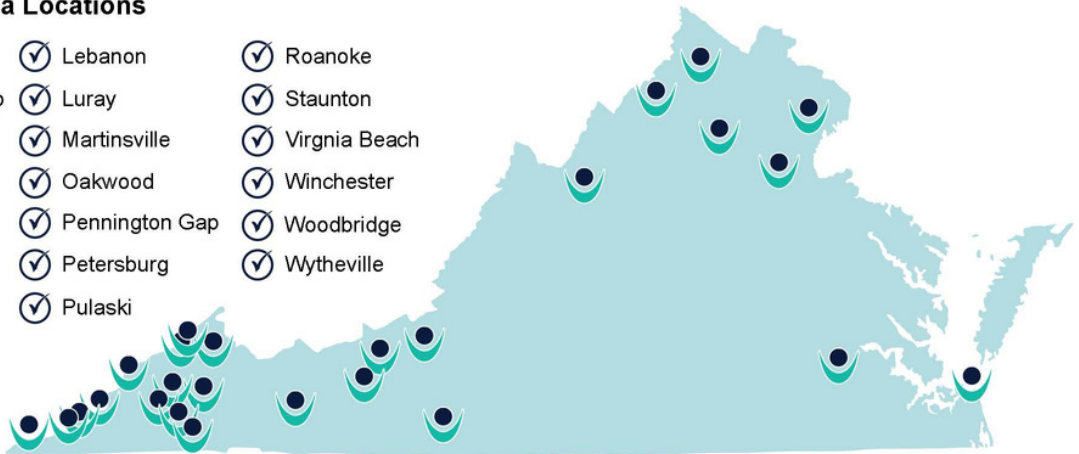 a Locations
Lebanon
Luray
Martinsville
Oakwood
Pennington Gap
Petersburg
Pulaski
Roanoke
Staunton
Virgnia Beach
Winchester
Woodbridge
Wytheville